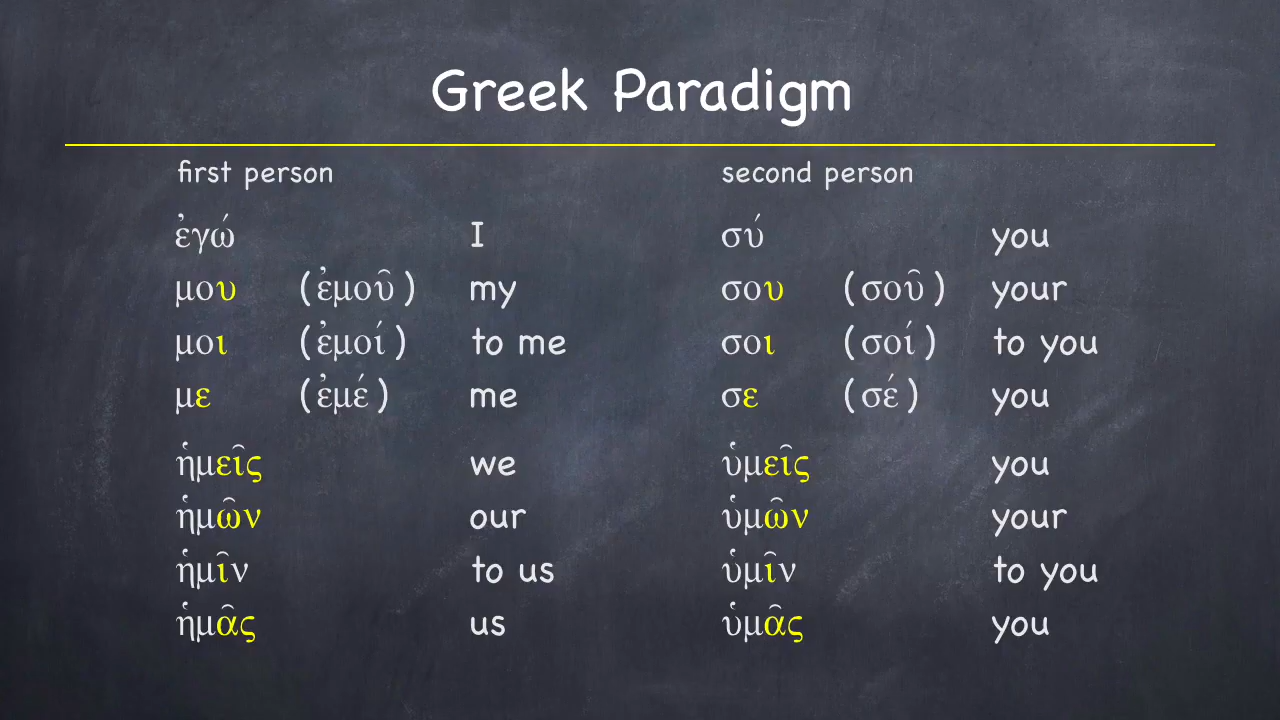 Greek Paradigm
first person second person
ἐγώ I σύ you
μου (ἐμοῦ) my σου (σοῦ) your
μοι (ἐμοί) to me σοι (σοί) to you
με (ἐμέ) me σε (σέ) you
ἡμεῖς we ὑμεῖς you
ἡμῶν our ὑμῶν your
ἡμῖν to us ὑμῖν to you
ἡμᾶς us ὑμᾶς you